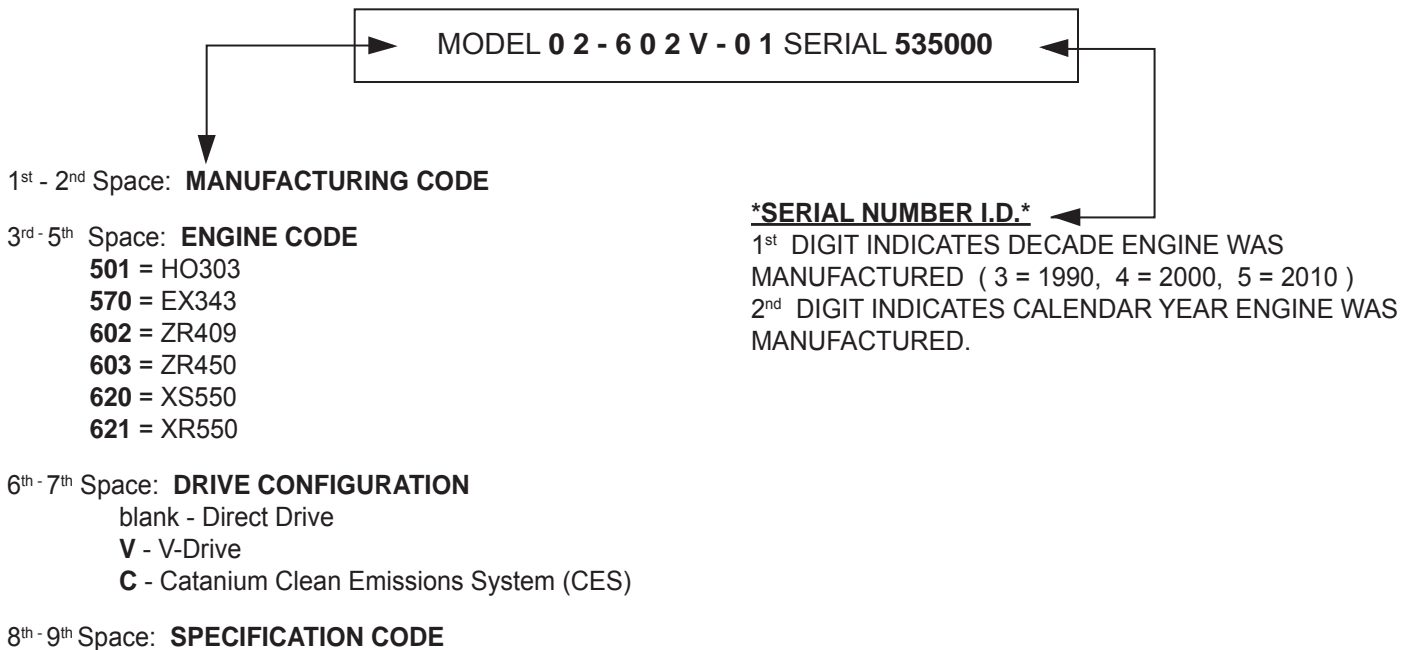 MODEL 0 2 - 6 0 2 V - 0 1 SERIAL 535000
1st - 2nd Space: MANUFACTURING CODE
3rd - 5th Space: ENGINE CODE
501 = HO303
570 = EX343
602 = ZR409
603 = ZR450
620 = XS550
621 = XR550
6th - 7th Space: DRIVE CONFIGURATION
blank - Direct Drive
V - V-Drive
C - Catanium Clean Emissions System (CES)
8th - 9th Space: SPECIFICATION CODE
*SERIAL NUMBER I.D.*
1st DIGIT INDICATES DECADE ENGINE WAS
MANUFACTURED ( 3 = 1990, 4 = 2000, 5 = 2010 )
2nd DIGIT INDICATES CALENDAR YEAR ENGINE WAS
MANUFACTURED.